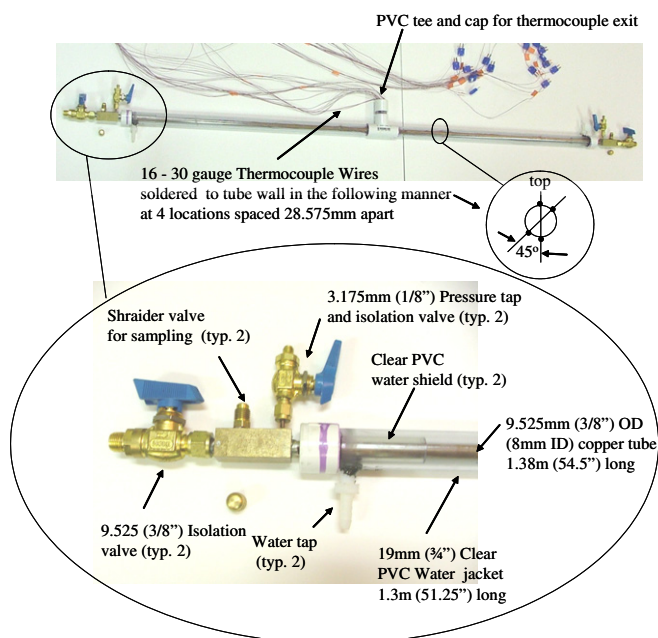 PVC tee and cap for thermocouple exit
16 - 30 gauge Thermocouple Wires
soldered to tube wall in the following manner
at 4 locations spaced 28.575mm apart
top
45º
3.175mm (1/8”) Pressure tap
and isolation valve (typ. 2)
Shraider valve
for sampling (typ. 2)
Clear PVC
water shield (typ. 2)
9.525mm (3/8”) OD
(8mm ID) copper tube
1.38m (54.5”) long
9.525 (3/8”) Isolation
valve (typ. 2)
Water tap
(typ. 2)
19mm (¾”) Clear
PVC Water jacket
1.3m (51.25”) long